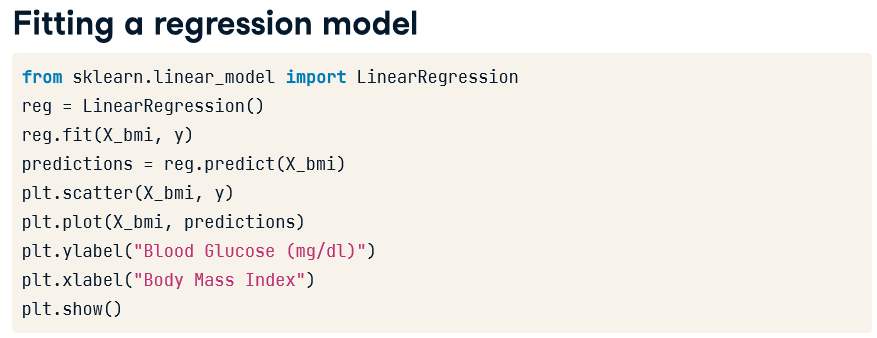 Fitting a regression model
from sklearn.linear_model import LinearRegression
reg = LinearRegression()
reg.fit(X_bmi, y)
predictions = reg.predict(X_bmi)
plt.scatter(X_bmi, y)
plt.plot(X_bmi, predictions)
plt.ylabel("Blood Glucose (mg/dl)")
plt.xlabel("Body Mass Index")
plt.show()